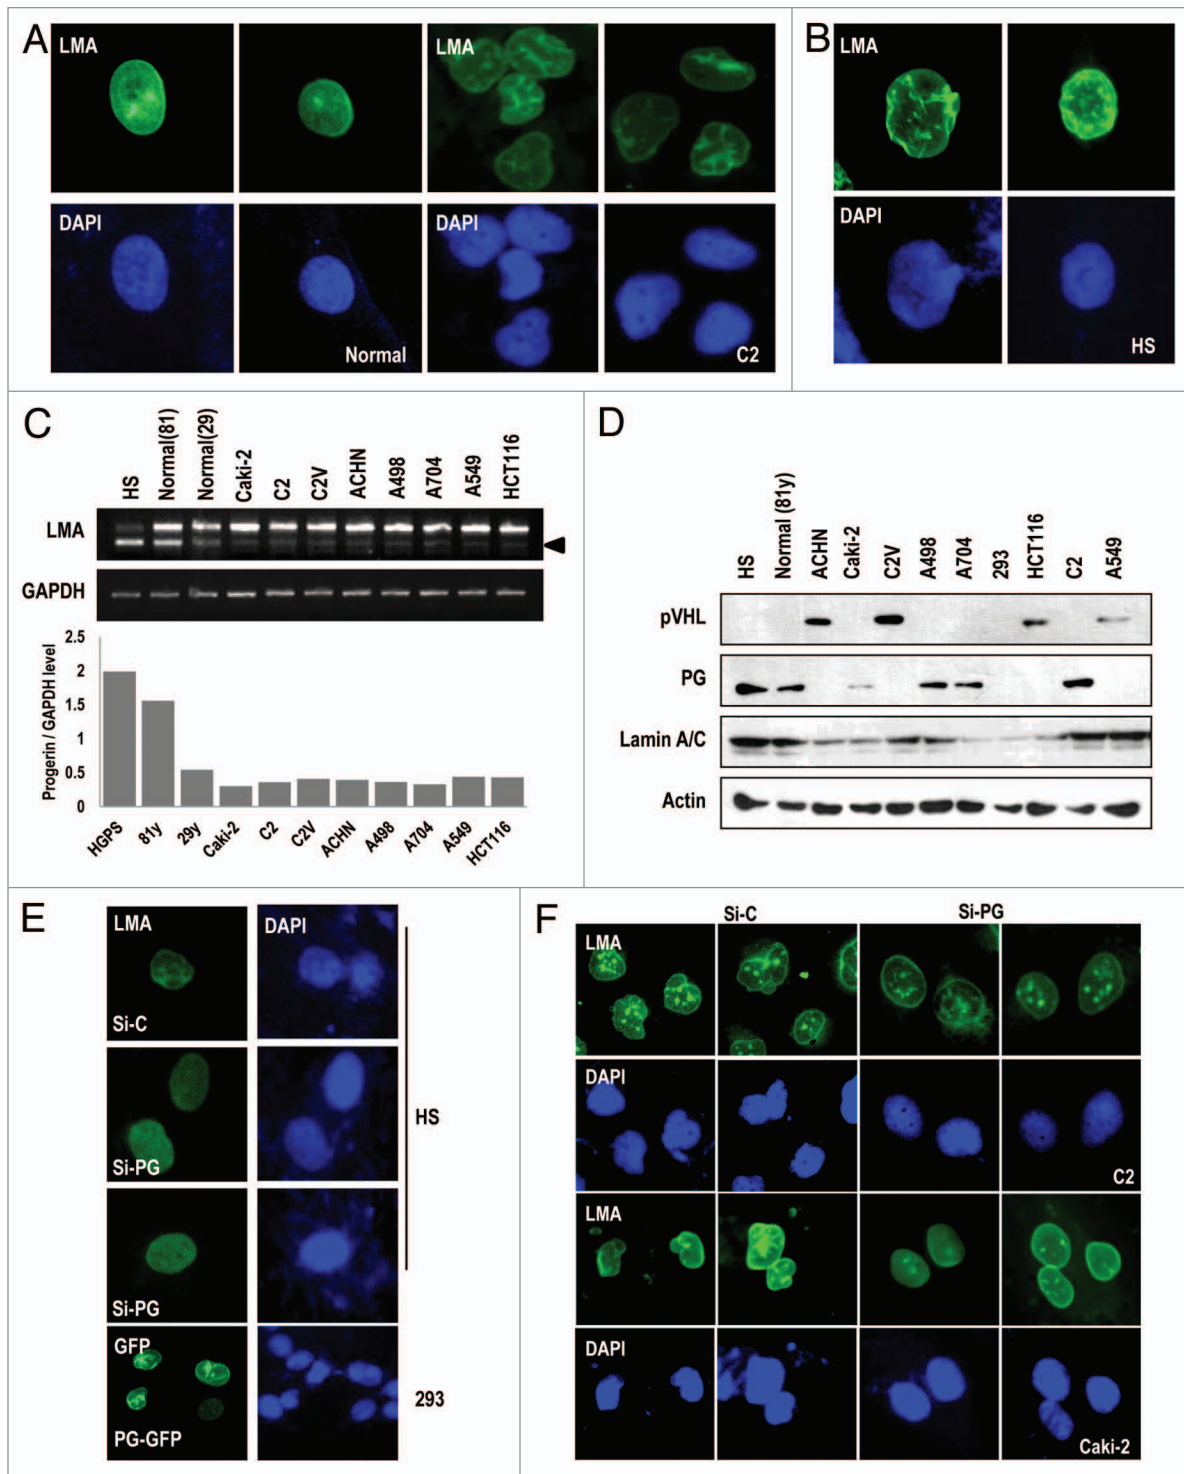 A
LMA
LMA
DAPI
DAPI
Normal
C2
B
LMA
DAPI
HS
C
HS
Normal(81)
Normal(29)
Caki-2
C2
C2V
ACHN
A498
A704
A549
HCT116
LMA
GAPDH
Progerin / GAPDH level
2.5
2
1.5
1
0.5
0
HGPS
81y
29y
Caki-2
C2
C2V
ACHN
A498
A704
A549
HCT116
D
HS
Normal (81y)
ACHN
Caki-2
C2V
A498
A704
293
HCT116
C2
A549
pVHL
PG
Lamin A/C
Actin
E
LMA
DAPI
Si-C
Si-PG
Si-PG
HS
GFP
PG-GFP
293
F
Si-C
Si-PG
LMA
DAPI
C2
LMA
DAPI
Caki-2